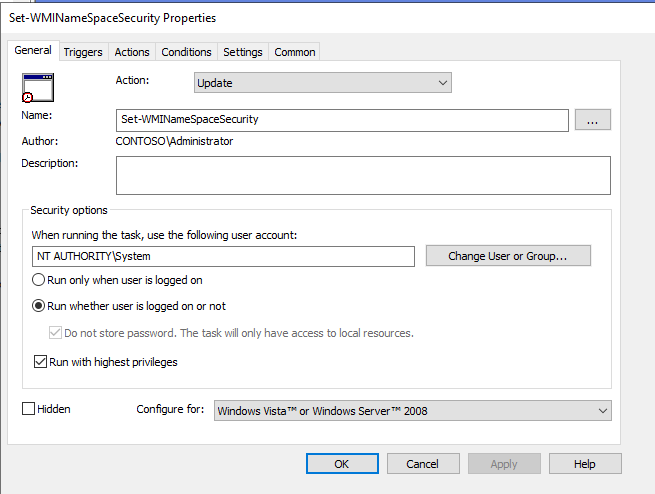 Set-WMINameSpaceSecurity Properties
General Triggers Actions Conditions Settings Common
Action: Update
Name: Set-WMINameSpaceSecurity ...
Author: CONTOSO\Administrator
Description:
Security options
When running the task, use the following user account:
NT AUTHORITY\System Change User or Group...
Run only when user is logged on
Run whether user is logged on or not
Do not store password. The task will only have access to local resources.
Run with highest privileges
Hidden Configure for: Windows Vista™ or Windows Server™ 2008
OK Cancel Apply Help